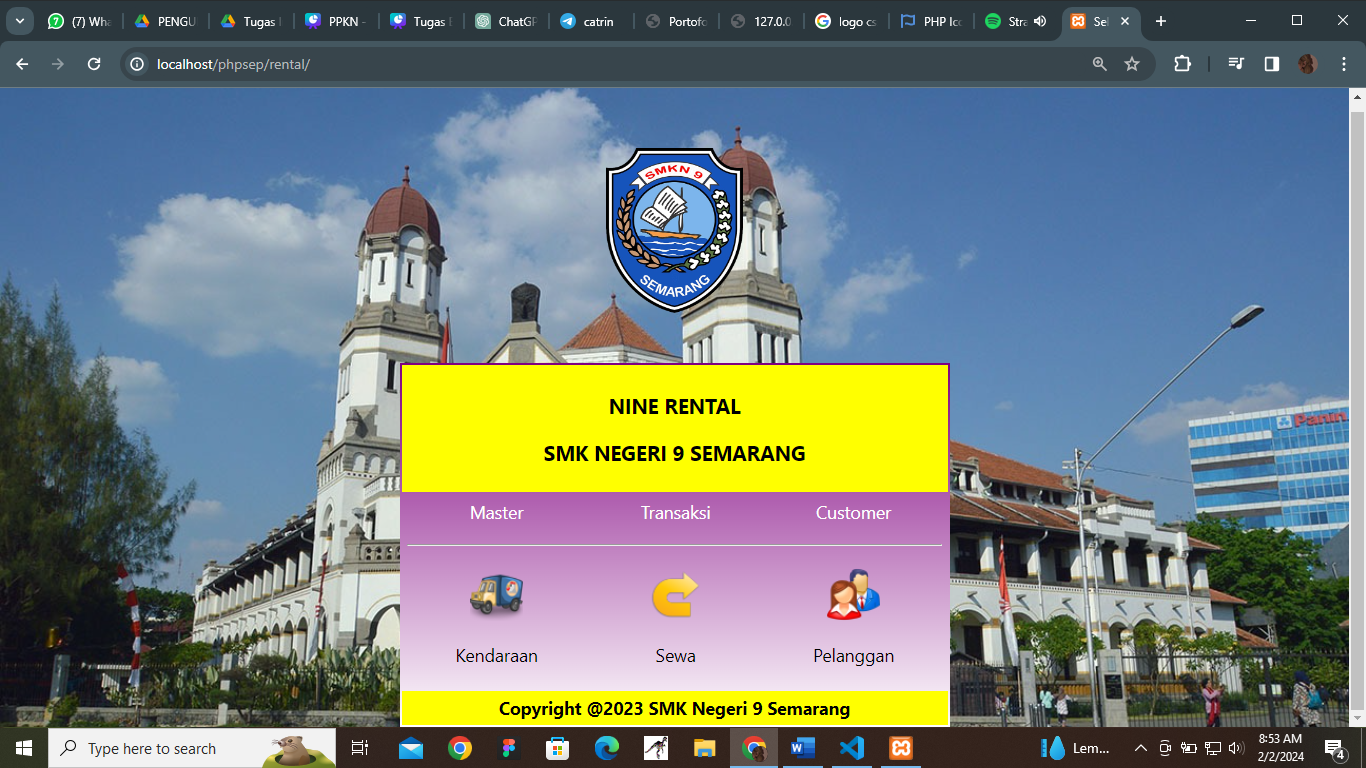 (7) Wha
PENGU
Tugas
PPKN -
Tugas
ChatGP
catrin
Portofo
127.0.0
logo cs
PHP Ico
Stra
Sel
localhost/phpsep/rental/
SMKN 9
SEMARANG
Panin
NINE RENTAL
SMK NEGERI 9 SEMARANG
Master Transaksi Customer
Kendaraan Sewa Pelanggan
Copyright @2023 SMK Negeri 9 Semarang
Type here to search
Lem...
8:53 AM
2/2/2024
4